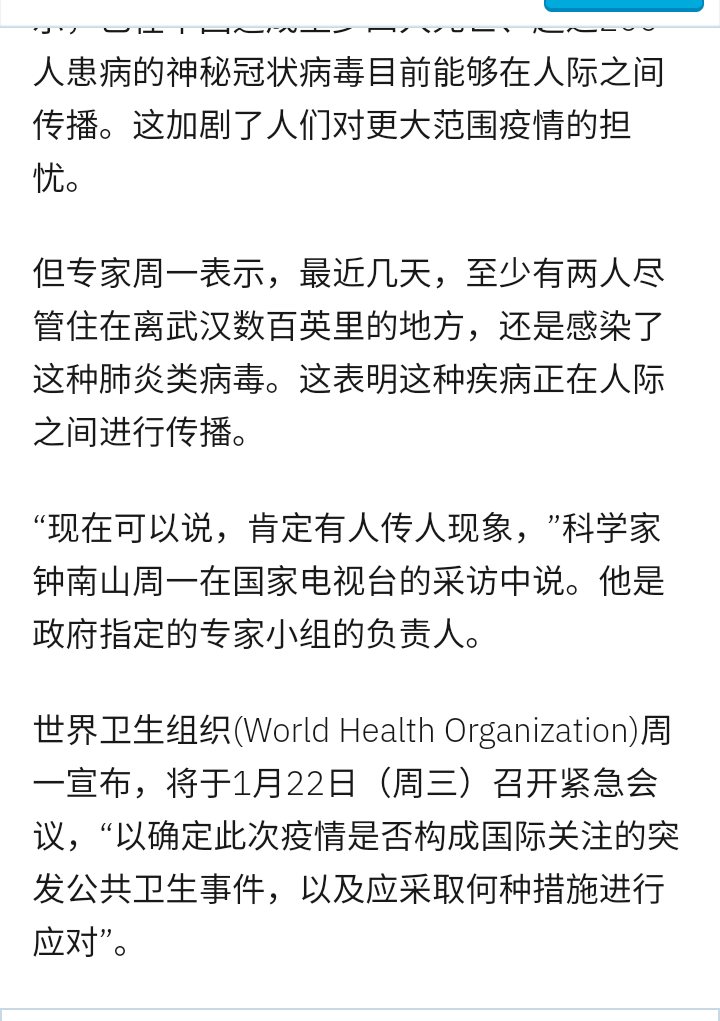 人患病的神秘冠状病毒目前能够在人际之间
传播。这加剧了人们对更大范围疫情的担
忧。
但专家周一表示，最近几天，至少有两人尽
管住在离武汉数百英里的地方，还是感染了
这种肺炎类病毒。这表明这种疾病正在人际
之间进行传播。
“现在可以说，肯定有人传人现象，”科学家
钟南山周一在国家电视台的采访中说。他是
政府指定的专家小组的负责人。
世界卫生组织(World Health Organization)周
一宣布，将于1月22日（周三）召开紧急会
议，“以确定此次疫情是否构成国际关注的突
发公共卫生事件，以及应采取何种措施进行
应对”。